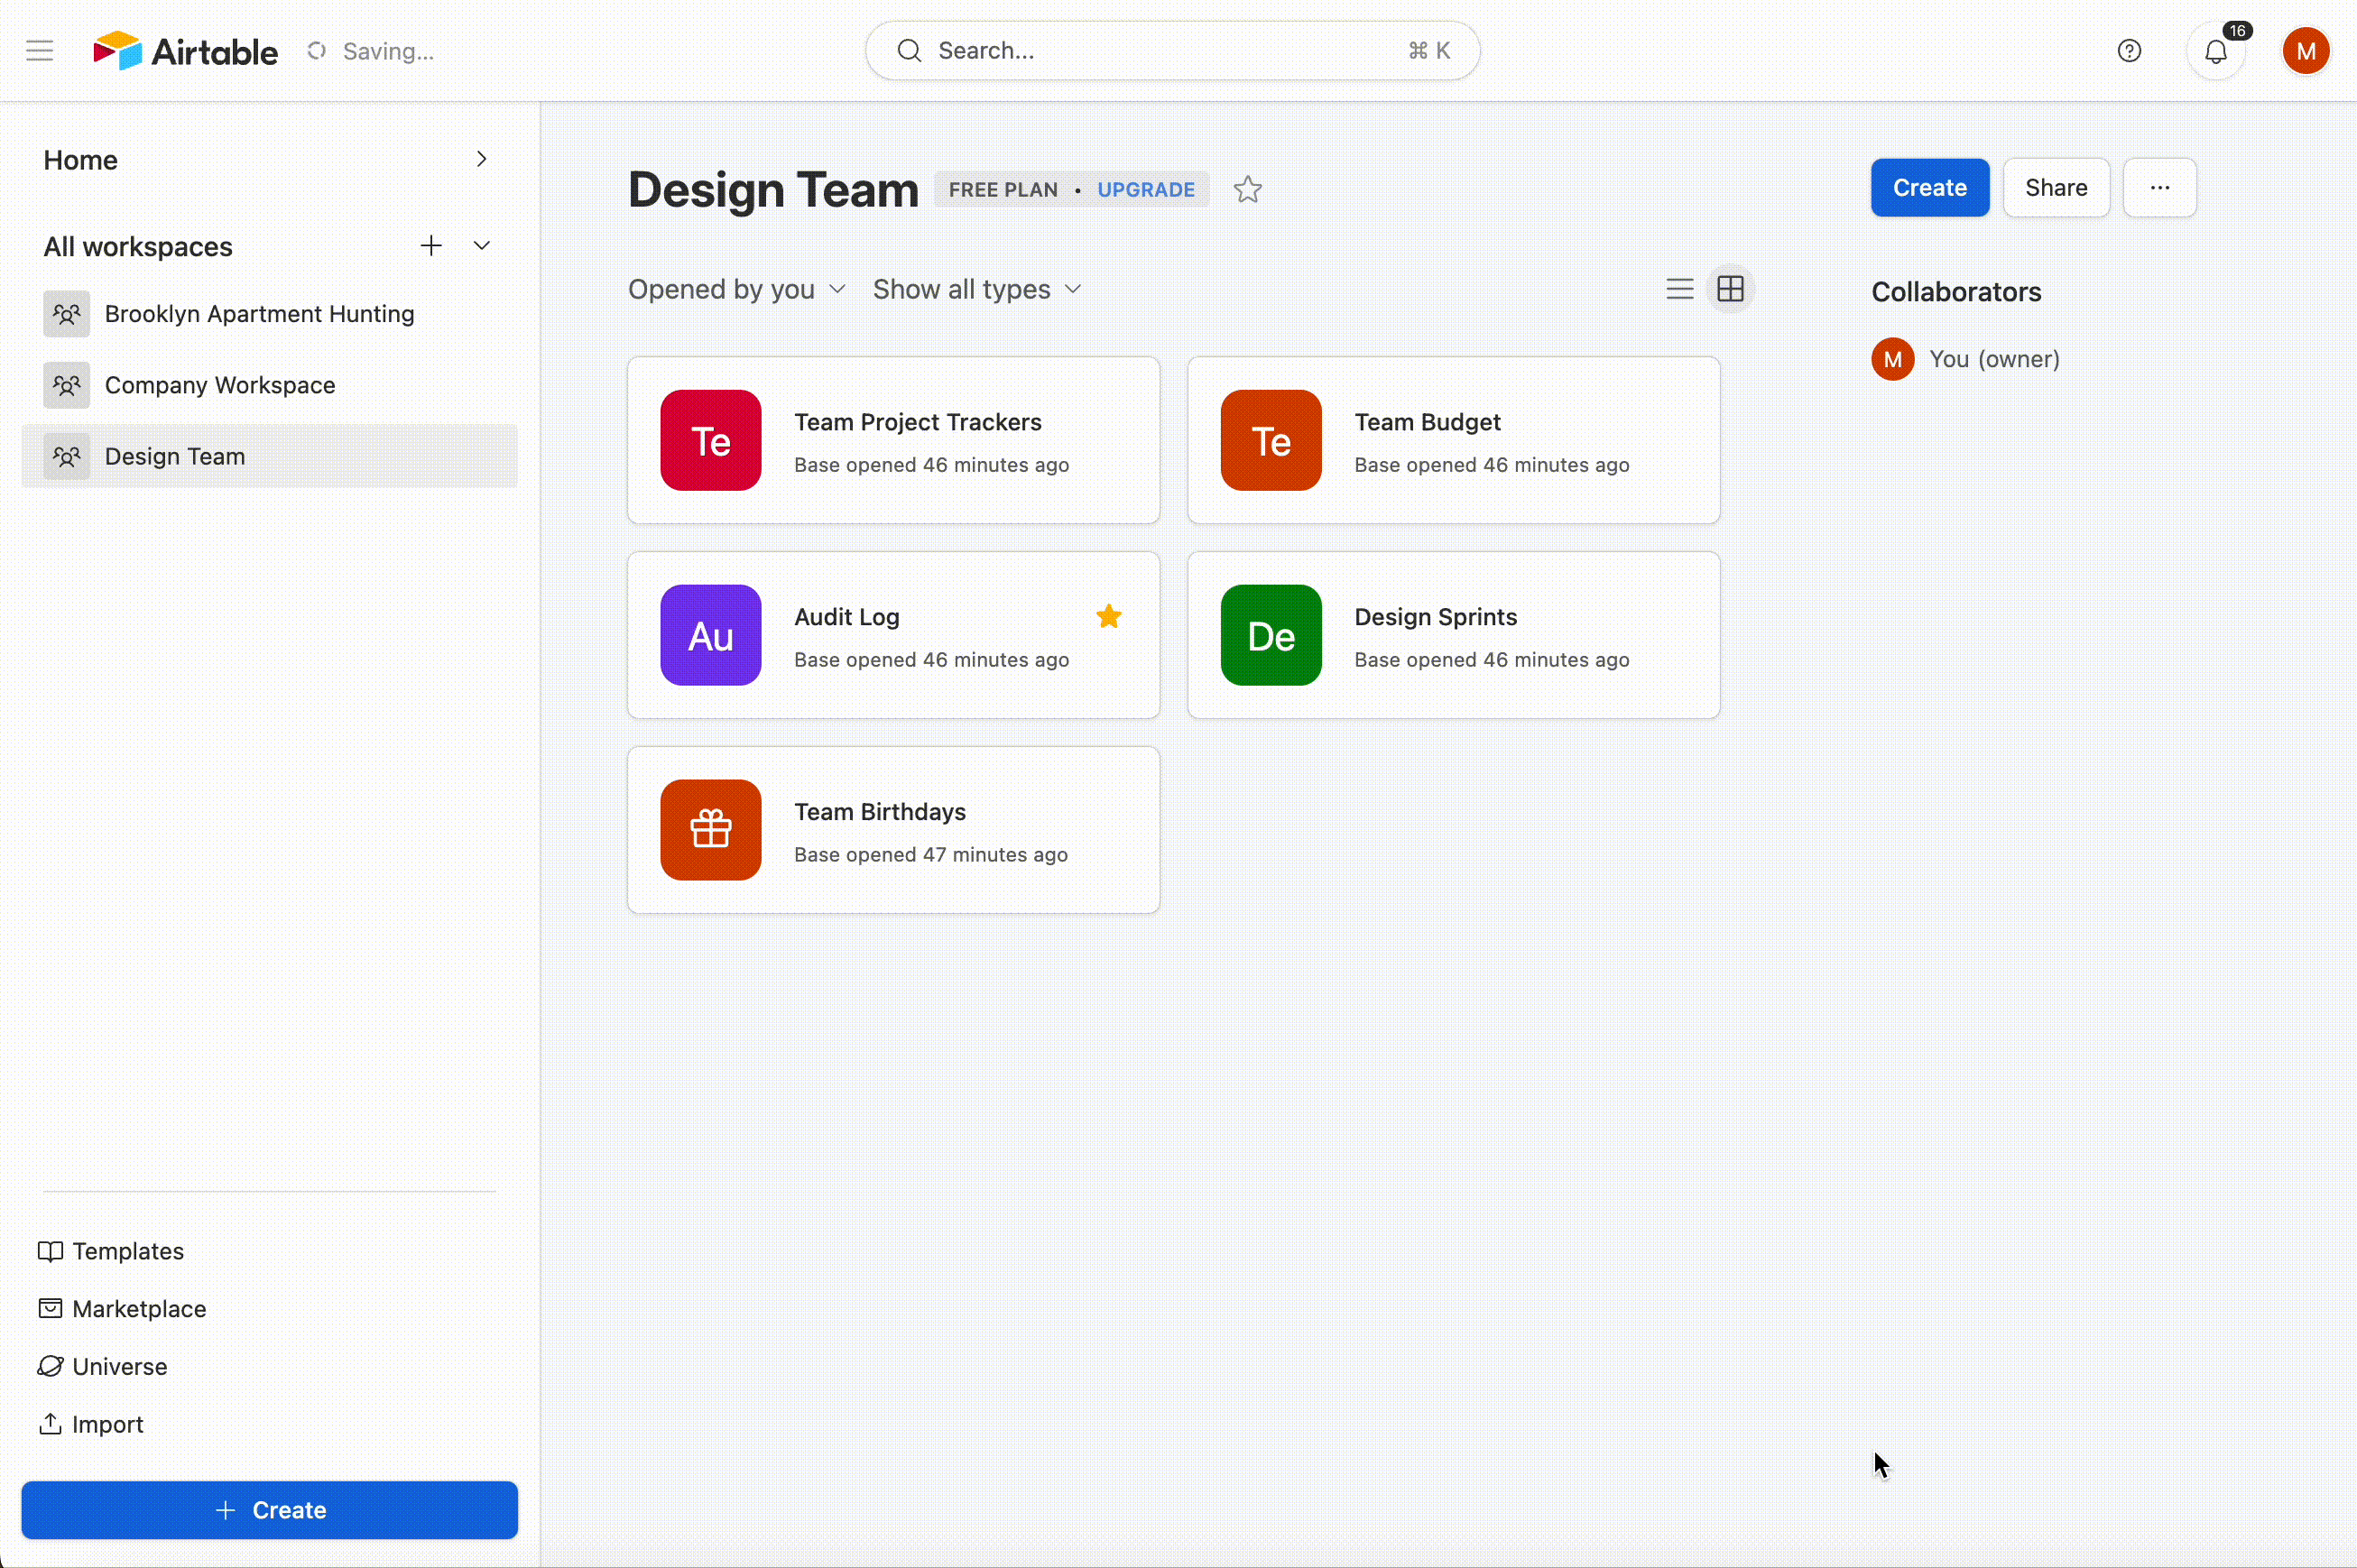 Airtable
Saving...
Search...
⌘ K
16
M
Home
All workspaces
Brooklyn Apartment Hunting
Company Workspace
Design Team
Templates
Marketplace
Universe
Import
Create
Design Team
FREE PLAN • UPGRADE
Create
Share
Opened by you
Show all types
Te
Team Project Trackers
Base opened 46 minutes ago
Te
Team Budget
Base opened 46 minutes ago
Au
Audit Log
Base opened 46 minutes ago
De
Design Sprints
Base opened 46 minutes ago
Team Birthdays
Base opened 47 minutes ago
Collaborators
M
You (owner)